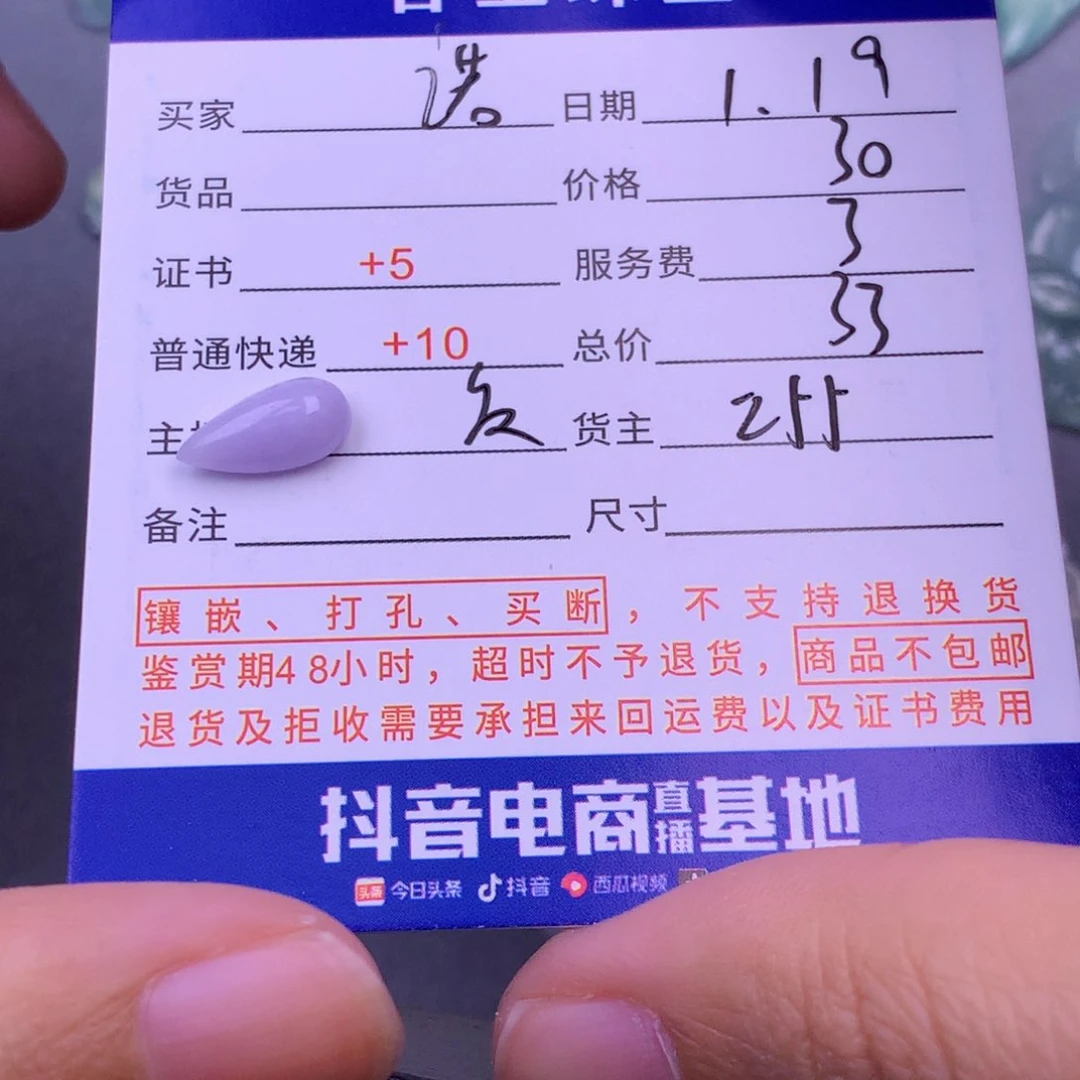 买家 浩 日期 1.19
货品 价格 30
证书 +5 服务费 3
普通快递 +10 总价 33
主 货主 255
备注 尺寸
镶嵌、打孔、买断，不支持退换货
鉴赏期48小时，超时不予退货，商品不包邮
退货及拒收需要承担来回运费以及证书费用
抖音电商直播基地
头条 今日头条 抖音 西瓜视频